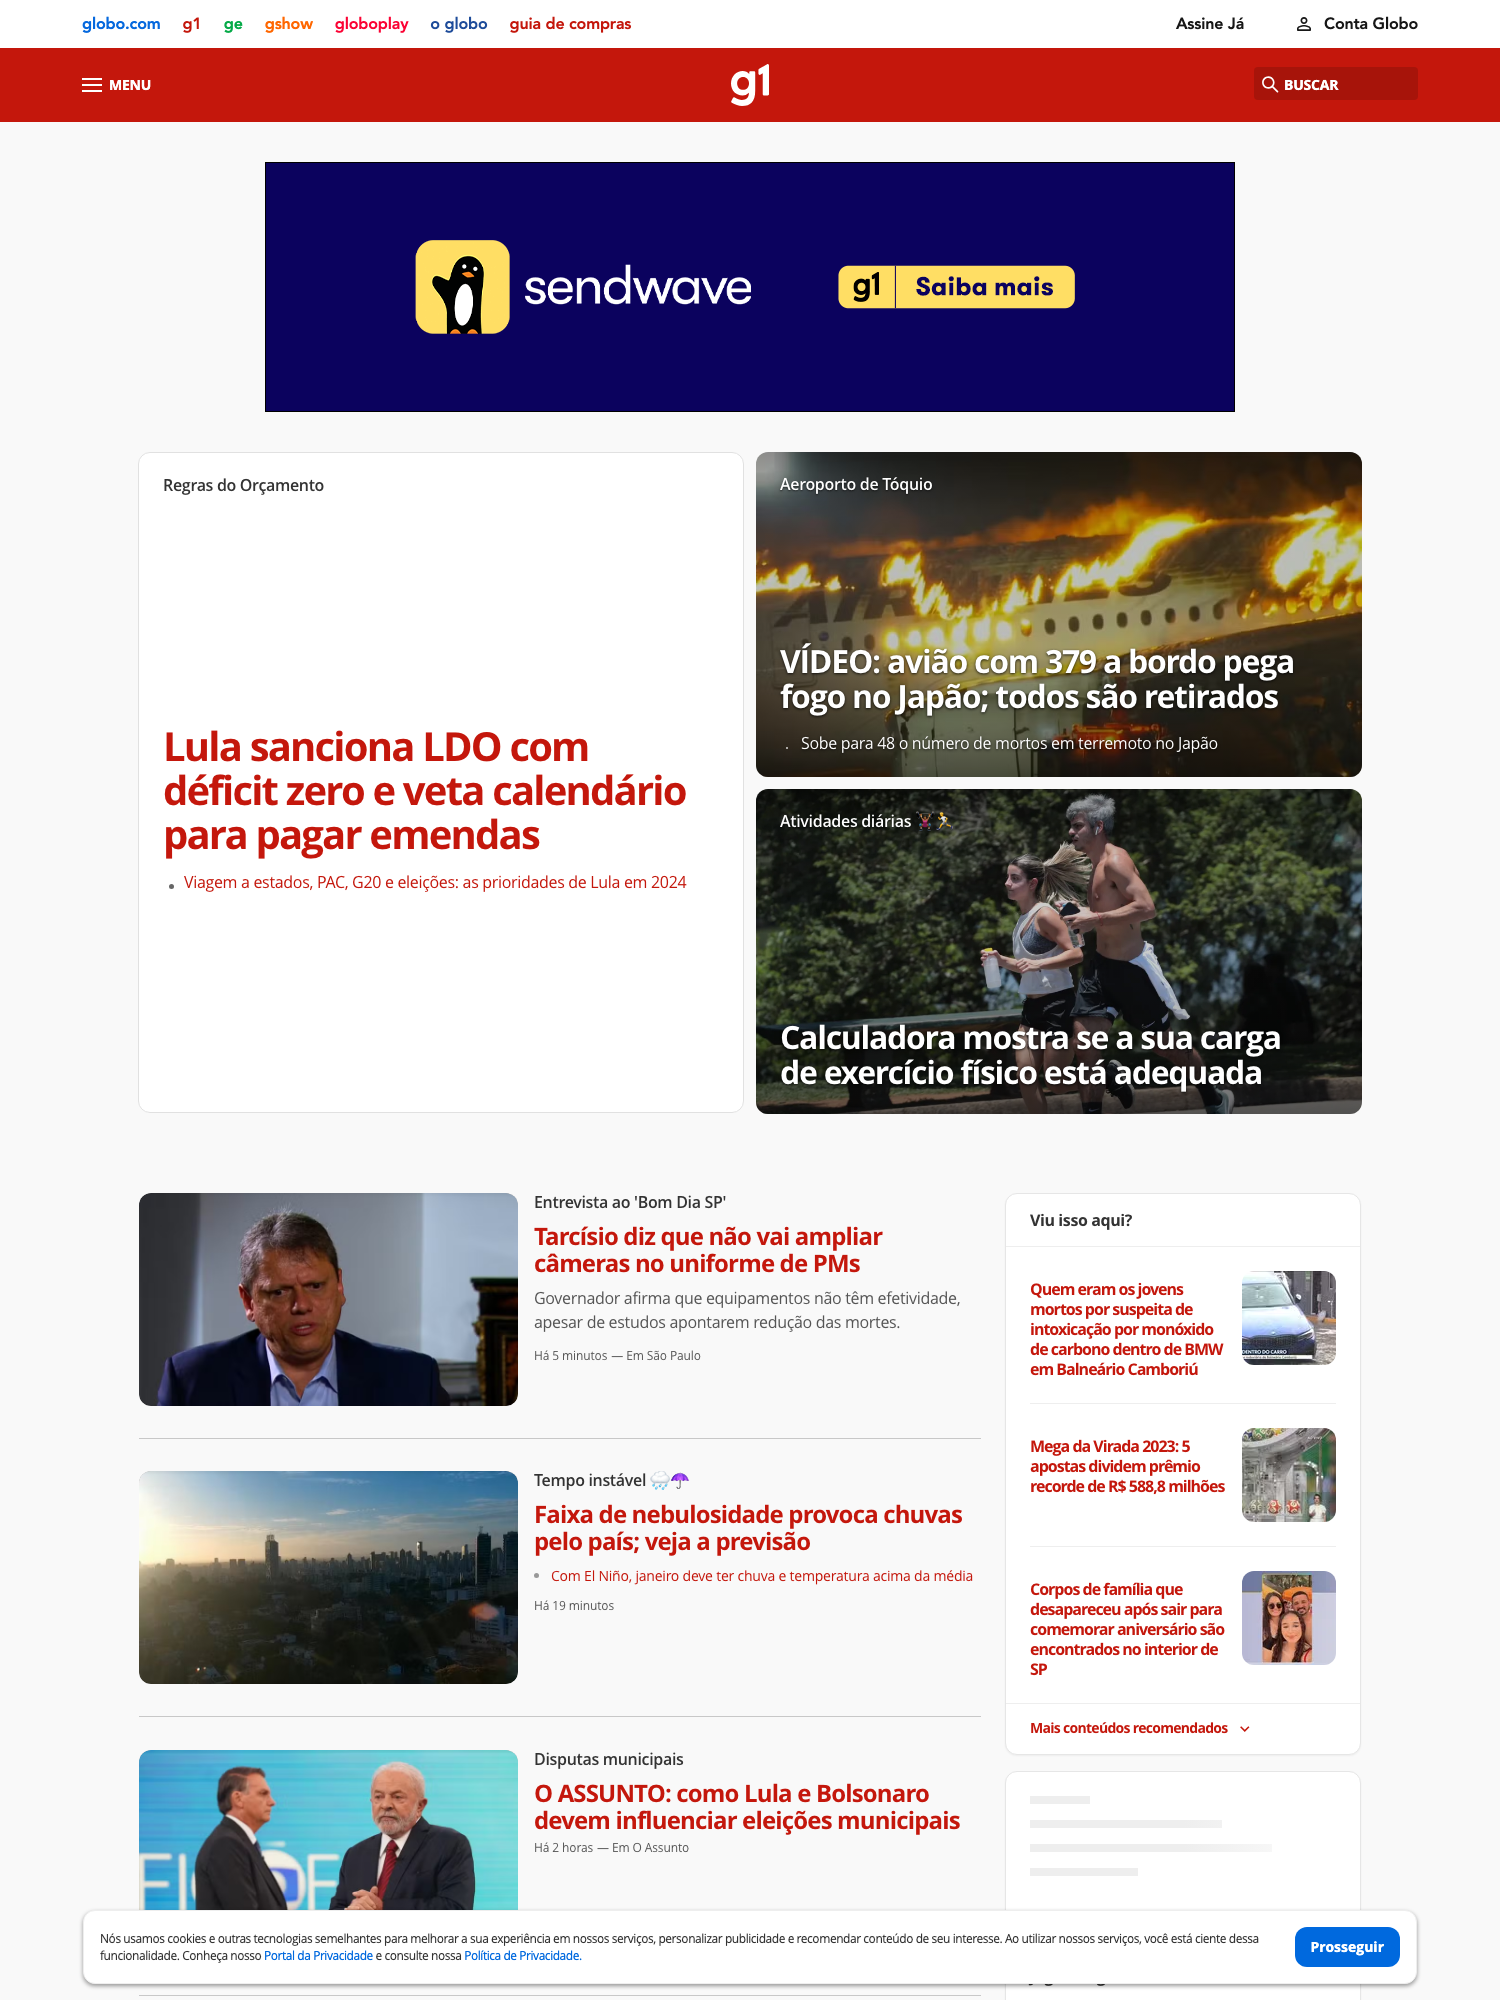 globo.com g1 ge gshow globoplay o globo guia de compras Assine Já Conta Globo
MENU g1 BUSCAR
sendwave g1 Saiba mais
Regras do Orçamento
Lula sanciona LDO com
déficit zero e veta calendário
para pagar emendas
Viagem a estados, PAC, G20 e eleições: as prioridades de Lula em 2024
Aeroporto de Tóquio
VÍDEO: avião com 379 a bordo pega
fogo no Japão; todos são retirados
Sobe para 48 o número de mortos em terremoto no Japão
Atividades diárias
Calculadora mostra se a sua carga
de exercício físico está adequada
Entrevista ao 'Bom Dia SP'
Tarcísio diz que não vai ampliar
câmeras no uniforme de PMs
Governador afirma que equipamentos não têm efetividade,
apesar de estudos apontarem redução das mortes.
Há 5 minutos — Em São Paulo
Tempo instável
Faixa de nebulosidade provoca chuvas
pelo país; veja a previsão
Com El Niño, janeiro deve ter chuva e temperatura acima da média
Há 19 minutos
Disputas municipais
O ASSUNTO: como Lula e Bolsonaro
devem influenciar eleições municipais
Há 2 horas — Em O Assunto
Viu isso aqui?
Quem eram os jovens
mortos por suspeita de
intoxicação por monóxido
de carbono dentro de BMW
em Balneário Camboriú
DENTRO DO CARRO
Mega da Virada 2023: 5
apostas dividem prêmio
recorde de R$ 588,8 milhões
Corpos de família que
desapareceu após sair para
comemorar aniversário são
encontrados no interior de
SP
Mais conteúdos recomendados
Nós usamos cookies e outras tecnologias semelhantes para melhorar a sua experiência em nossos serviços, personalizar publicidade e recomendar conteúdo de seu interesse. Ao utilizar nossos serviços, você está ciente dessa
funcionalidade. Conheça nosso Portal da Privacidade e consulte nossa Política de Privacidade.
Prosseguir